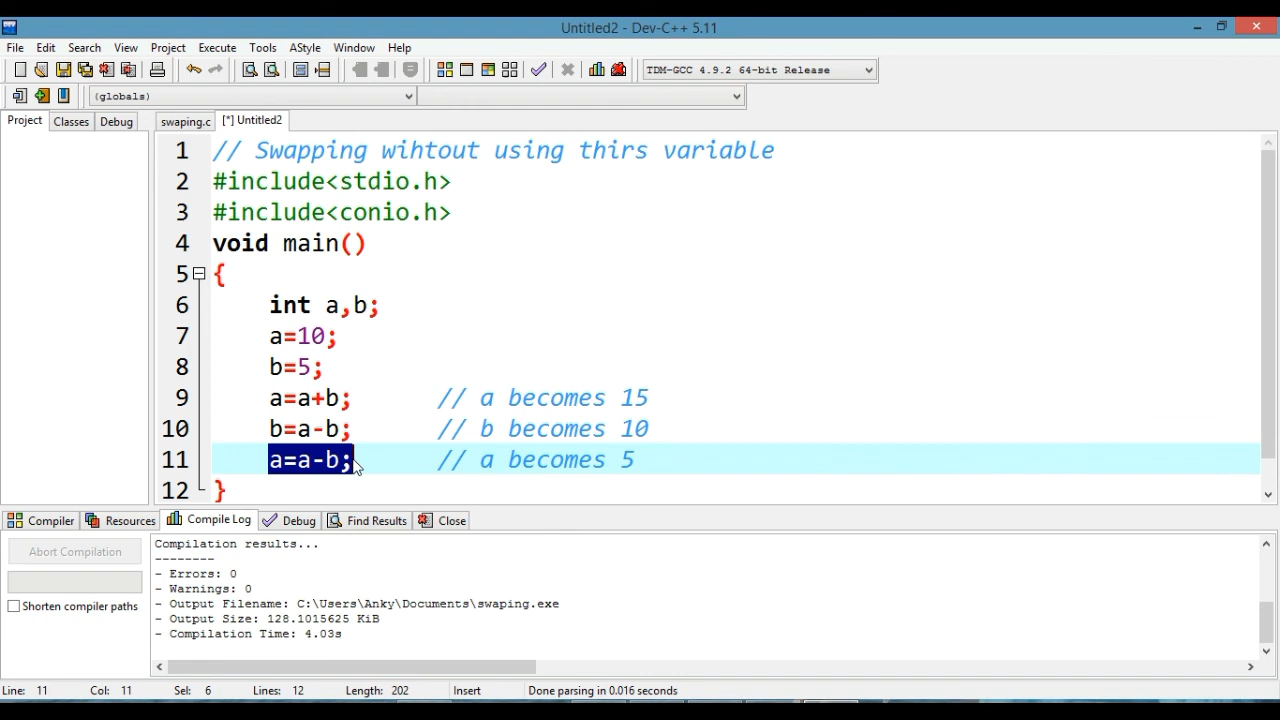 Untitled2 - Dev-C++ 5.11
File Edit Search View Project Execute Tools AStyle Window Help
TDM-GCC 4.9.2 64-bit Release
(globals)
Project Classes Debug swaping.c [*] Untitled2
1 // Swapping wihtout using thirs variable
2 #include<stdio.h>
3 #include<conio.h>
4 void main()
5 {
6 int a,b;
7 a=10;
8 b=5;
9 a=a+b; // a becomes 15
10 b=a-b; // b becomes 10
11 a=a-b; // a becomes 5
12 }
Compiler Resources Compile Log Debug Find Results Close
Abort Compilation
Shorten compiler paths
Compilation results...
--------
- Errors: 0
- Warnings: 0
- Output Filename: C:\Users\Anky\Documents\swaping.exe
- Output Size: 128.1015625 KiB
- Compilation Time: 4.03s
Line: 11 Col: 11 Sel: 6 Lines: 12 Length: 202 Insert Done parsing in 0.016 seconds